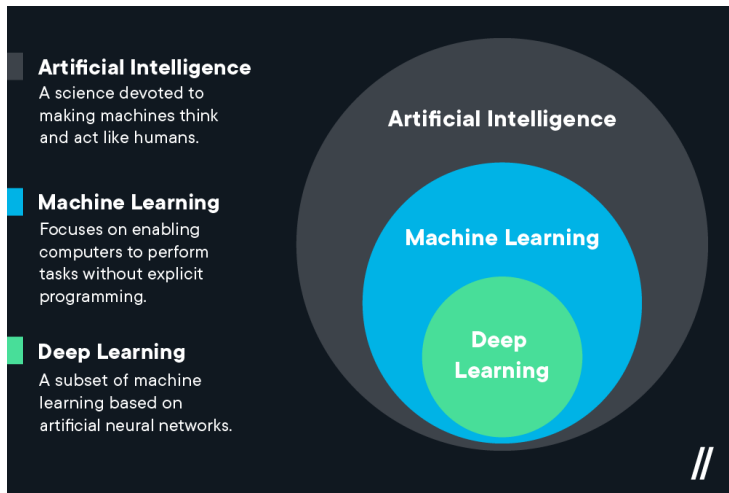 Artificial Intelligence
A science devoted to
making machines think
and act like humans.
Machine Learning
Focuses on enabling
computers to perform
tasks without explicit
programming.
Deep Learning
A subset of machine
learning based on
artificial neural networks.
Artificial Intelligence
Machine Learning
Deep
Learning
//